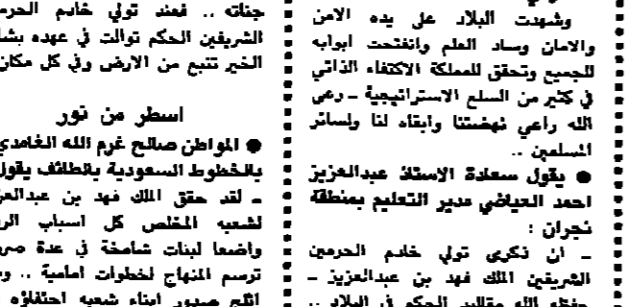 وشهدت البلاد على يده الامن
والامان وساد العلم وانفتحت ابوابه
للجميع وتحقق للمملكة الاكتفاء الذاتي
في كثير من السلع الاستراتيجية ـ رعى
الله راعي نهضتنا وابقاه لنا ولسائر
المسلمين ..
● يقول سعادة الاستاذ عبدالعزيز
احمد العياضي مدير التعليم بمنطقة
نجران :
ـ ان ذكرى تولي خادم الحرمين
الشريفين الملك فهد بن عبدالعزيز ـ
حفظه الله مقاليد الحكم في البلاد ..
جناته .. فعند تولي خادم
الشريفين الحكم توالت في عهده
الخير تنبع من الارض وفي كل مكان
اسطر من نور
● المواطن صالح غرم الله الغامدي
بالخطوط السعودية بالطائف يقول
ـ لقد حقق الملك فهد بن
لشعبه المخلص كل اسباب
واضعا لبنات شامخة في عدة
ترسم المنهاج لخطوات امامية ..
اثلج صدور ابناء شعبه احتفاؤه